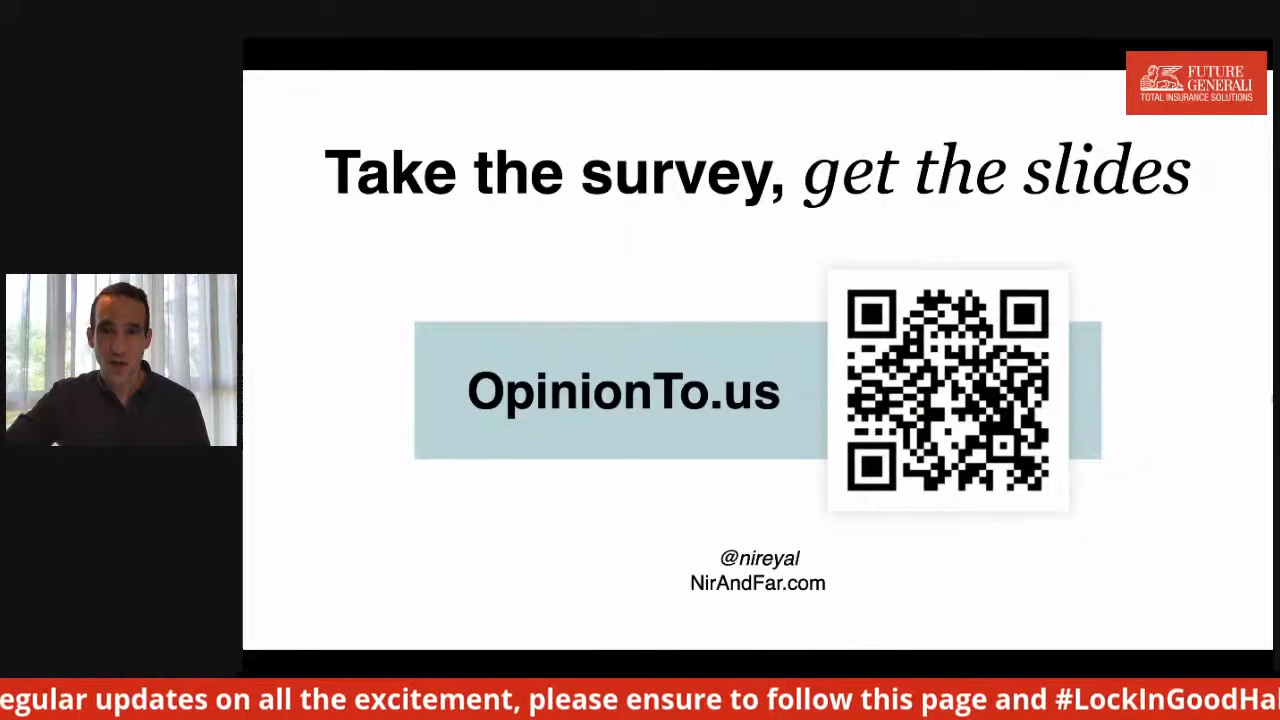 FUTURE
GENERALI
TOTAL INSURANCE SOLUTIONS
Take the survey, get the slides
OpinionTo.us
@nireyal
NirAndFar.com
egular updates on all the excitement, please ensure to follow this page and #LockInGoodHa